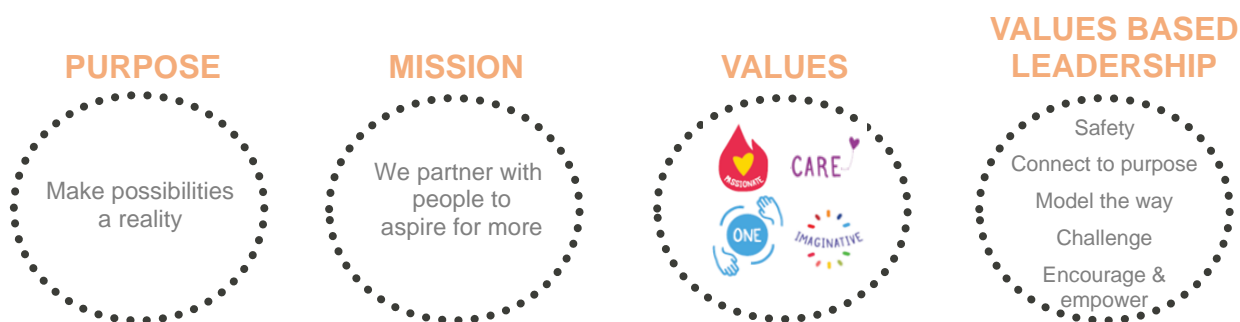 PURPOSE
Make possibilities
a reality
MISSION
We partner with
people to
aspire for more
VALUES
PASSIONATE
CARE
ONE
IMAGINATIVE
VALUES BASED
LEADERSHIP
Safety
Connect to purpose
Model the way
Challenge
Encourage &
empower